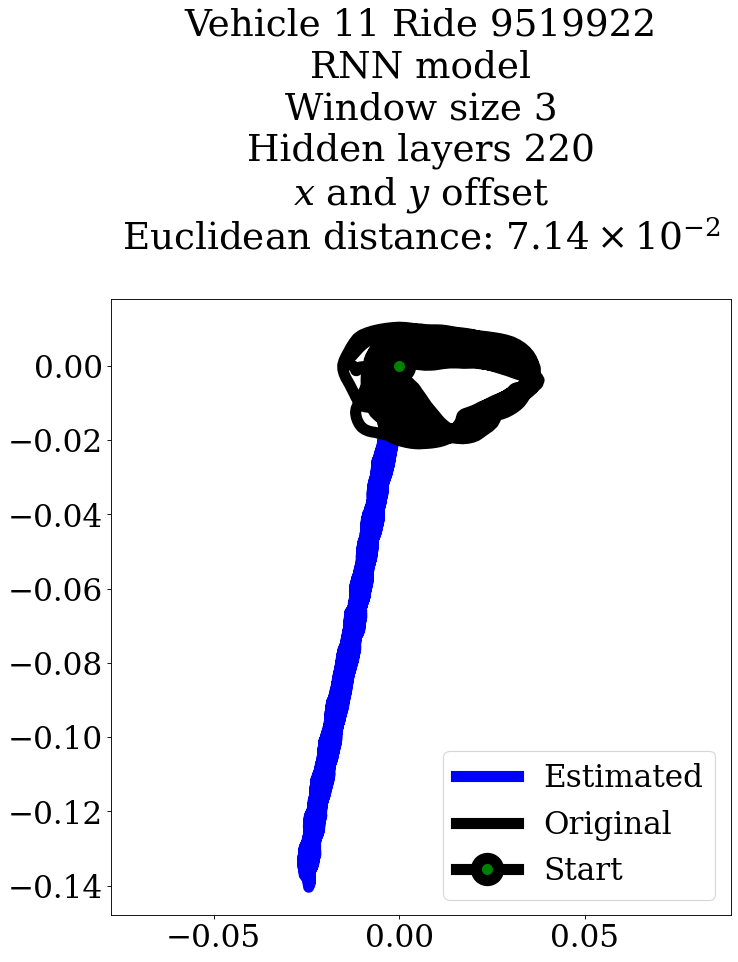 Vehicle 11 Ride 9519922
RNN model
Window size 3
Hidden layers 220
x and y offset
Euclidean distance: 7.14 × 10⁻²
0.00
−0.02
−0.04
−0.06
−0.08
−0.10
−0.12
−0.14
Estimated
Original
Start
−0.05 0.00 0.05